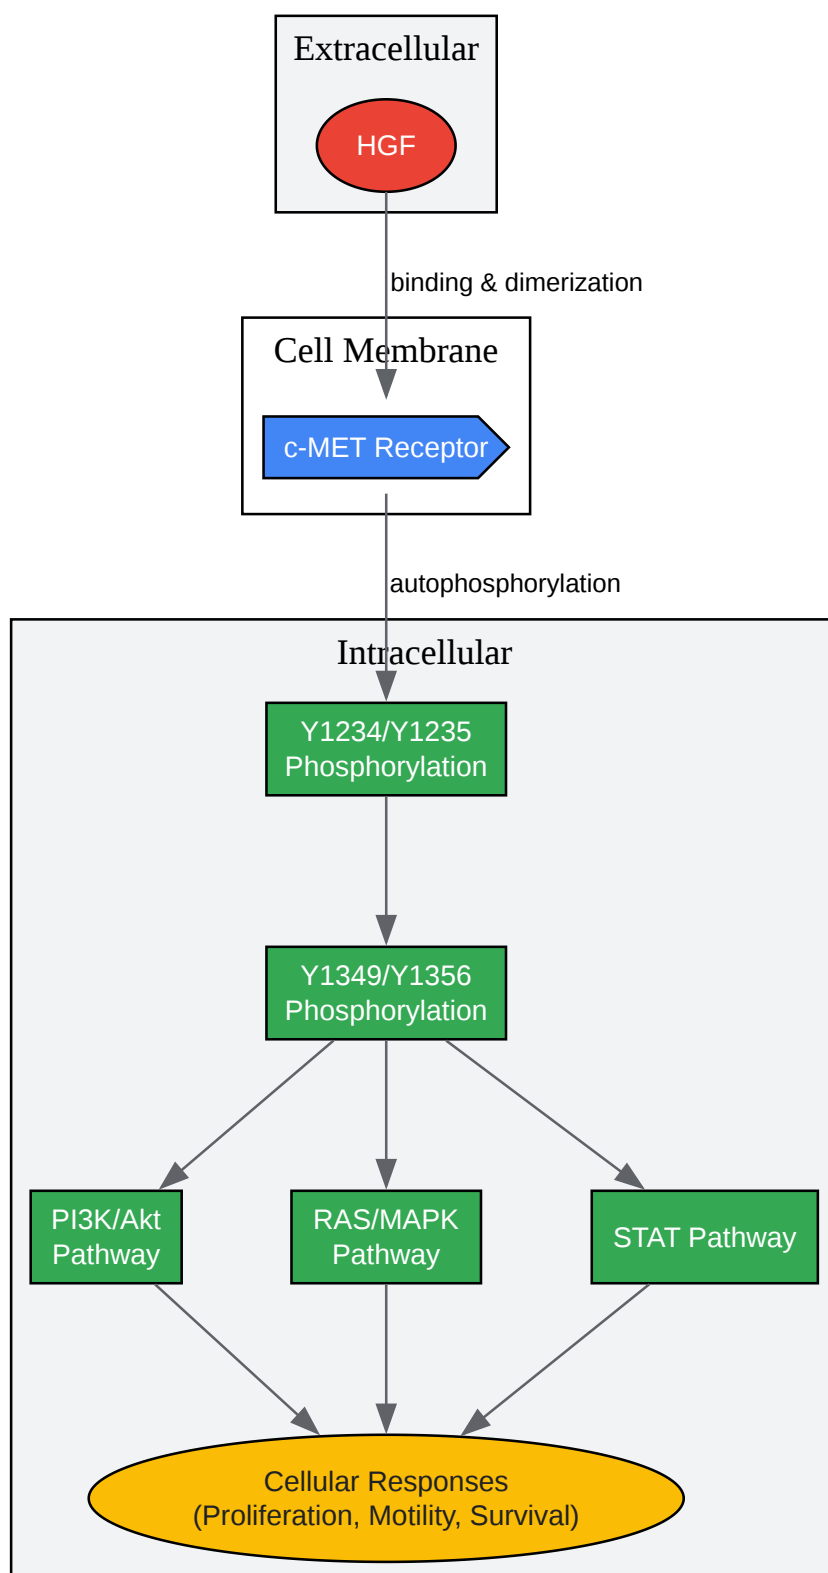 Extracellular
HGF
binding & dimerization
Cell Membrane
c-MET Receptor
autophosphorylation
Intracellular
Y1234/Y1235
Phosphorylation
Y1349/Y1356
Phosphorylation
PI3K/Akt
Pathway
RAS/MAPK
Pathway
STAT Pathway
Cellular Responses
(Proliferation, Motility, Survival)